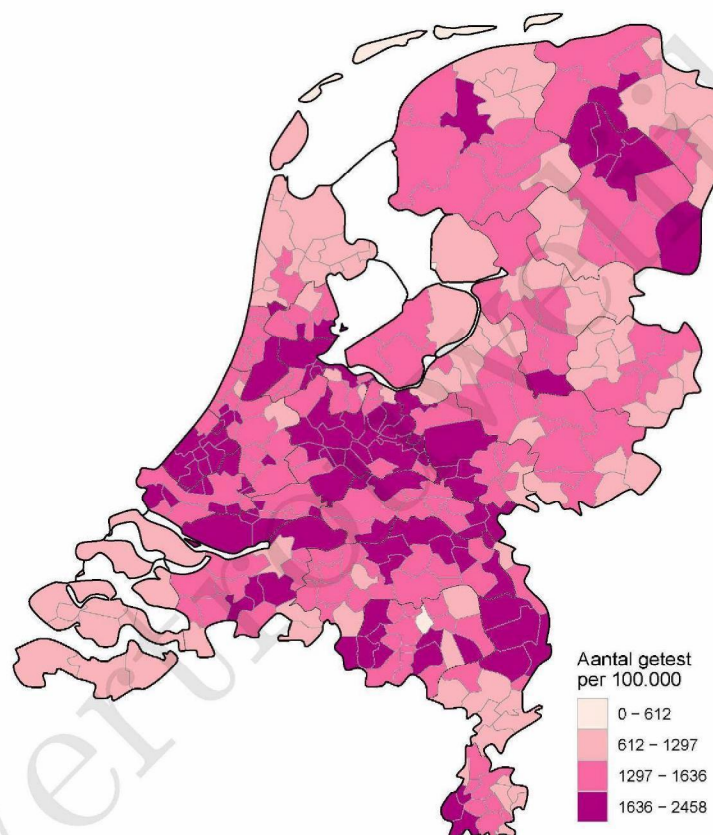 Aantal getest
per 100.000
0 – 612
612 – 1297
1297 – 1636
1636 – 2458